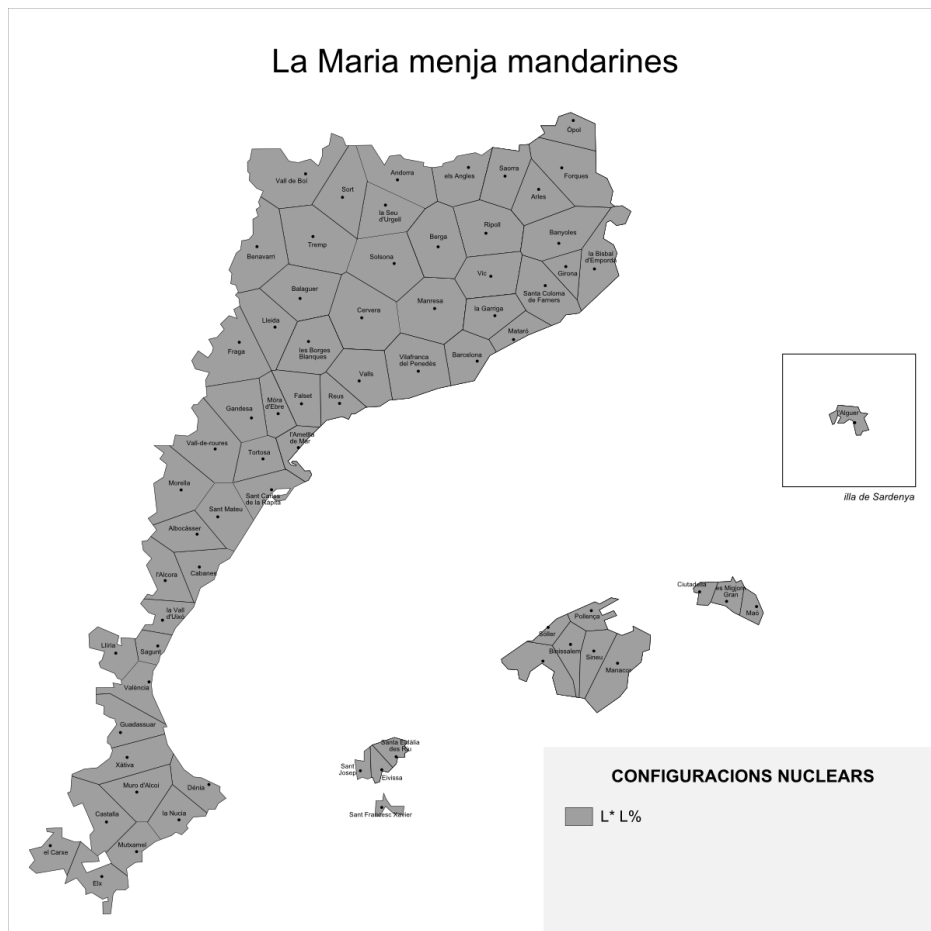 La Maria menja mandarines
Òpol
Vall de Boí
Sort
Andorra
els Angles
Saorra
Forques
Arles
la Seu
d'Urgell
Benavarri
Tremp
Solsona
Berga
Ripoll
Banyoles
la Bisbal
d'Empordà
Girona
Vic
Santa Coloma
de Farners
Balaguer
Cervera
Manresa
la Garriga
Lleida
Mataró
Fraga
les Borges
Blanques
Valls
Vilafranca
del Penedès
Barcelona
Gandesa
Móra
d'Ebre
Falset
Reus
l'Ametlla
de Mar
Vall-de-roures
Tortosa
l'Alguer
illa de Sardenya
Morella
Sant Carles
de la Ràpita
Sant Mateu
Albocàsser
l'Alcora
Cabanes
la Vall
d'Uixó
Llíria
Sagunt
València
Ciutadella
es Migjorn
Gran
Maó
Pollença
Sóller
Binissalem
Sineu
Manacor
Guadassuar
Xàtiva
Santa Eulàlia
des Riu
Sant
Josep
Eivissa
Muro d'Alcoi
Dénia
Castalla
la Nucia
Sant Francesc Xavier
Mutxamel
el Carxe
Elx
CONFIGURACIONS NUCLEARS
L* L%